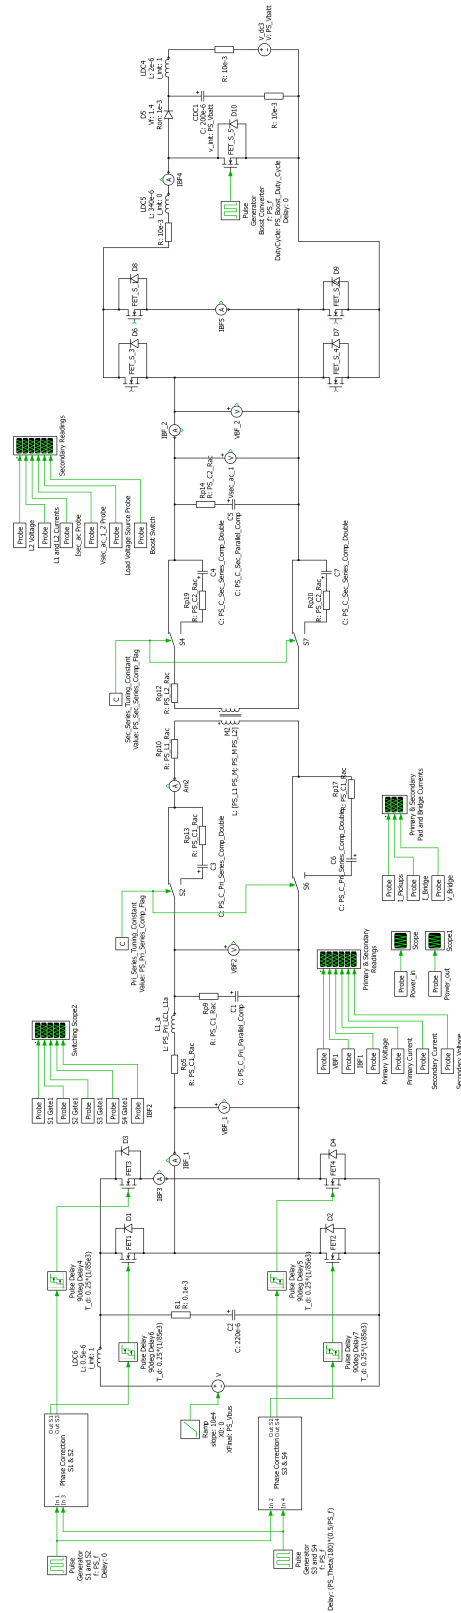 Pulse
Generator
S1 and S2
f: PS_f
Delay: 0
Pulse
Generator
S3 and S4
f: PS_f
Delay: (PS_Theta/180)*(0.5/PS_f)
In 1
In 3
Phase Correction
S1 & S2
Out S1
Out S3
In 2
In 4
Phase Correction
S3 & S4
Out S2
Out S4
Ramp
slope: 10e4
X0: 0
XFinal: PS_Vbus
V
LDC6
L: 0.5e-6
i_init: 1
R1
R: 0.1e-3
C2
C: 220e-6
Pulse Delay
90deg Delay4
T_d: 0.25*(1/85e3)
Pulse Delay
90deg Delay6
T_d: 0.25*(1/85e3)
Pulse Delay
90deg Delay5
T_d: 0.25*(1/85e3)
Pulse Delay
90deg Delay7
T_d: 0.25*(1/85e3)
FET1
D1
FET2
D2
FET3
D3
FET4
D4
IBF3
IBF_1
VBF_1
Switching Scope2
Probe
S1 Gate1
Probe
S2 Gate1
Probe
S3 Gate1
Probe
S4 Gate1
Probe
IBF2
Rp5
R: PS_C1_Rac
L1_a
L: PS_Pri_LCL_L1a
Rp9
R: PS_C1_Rac
C1
C: PS_C_Pri_Parallel_Comp
VBF2
C
Pri_Series_Tuning_Constant
Value: PS_Pri_Series_Comp_Flag
S2
C3
C: PS_C_Pri_Series_Comp_Double
Rp13
R: PS_C1_Rac
S6
C6
C: PS_C_Pri_Series_Comp_Double
Rp17
R: PS_C1_Rac
Am2
Rp10
R: PS_L1_Rac
M2
L: [PS_L1 PS_M; PS_M PS_L2]
Rp12
R: PS_L2_Rac
Primary & Secondary
Readings
Probe
VBF1
Probe
IBF1
Probe
Primary Voltage
Probe
Primary Current
Probe
Secondary Current
Probe
Secondary Voltage
Scope
Probe
Power_in
Scope1
Probe
Power_out
Primary & Secondary
Pad and Bridge Currents
Probe
I_Pickups
Probe
I_Bridge
Probe
V_Bridge
C
Sec_Series_Tuning_Constant
Value: PS_Sec_Series_Comp_Flag
S4
Rp19
R: PS_C2_Rac
C4
C: PS_C_Sec_Series_Comp_Double
S7
Rp20
R: PS_C2_Rac
C7
C: PS_C_Sec_Series_Comp_Double
Rp14
R: PS_C2_Rac
C5
C: PS_C_Sec_Parallel_Comp
Vsec_ac_1
IBF_2
VBF_2
Secondary Readings
Probe
L2 Voltage
Probe
L1 and L2 Currents
Probe
Isec_ac Probe
Probe
Vsec_ac_1_2 Probe
Probe
Load Voltage Source Probe
Probe
Boost Switch
FET_S_3
D6
FET_S_1
D8
FET_S_4
D7
FET_S_2
D9
IBF5
R: 10e-3
LDC5
L: 340e-6
i_init: 0
IBF4
Pulse
Generator
Boost Converter
f: PS_f
DutyCycle: PS_Boost_Duty_Cycle
Delay: 0
FET_S_5
D10
D5
Vf: 1.4
Ron: 1e-3
CDC1
C: 200e-6
v_init: PS_Vbatt
R: 10e-3
LDC4
L: 2e-6
i_init: 1
R: 10e-3
V_dc3
V: PS_Vbatt